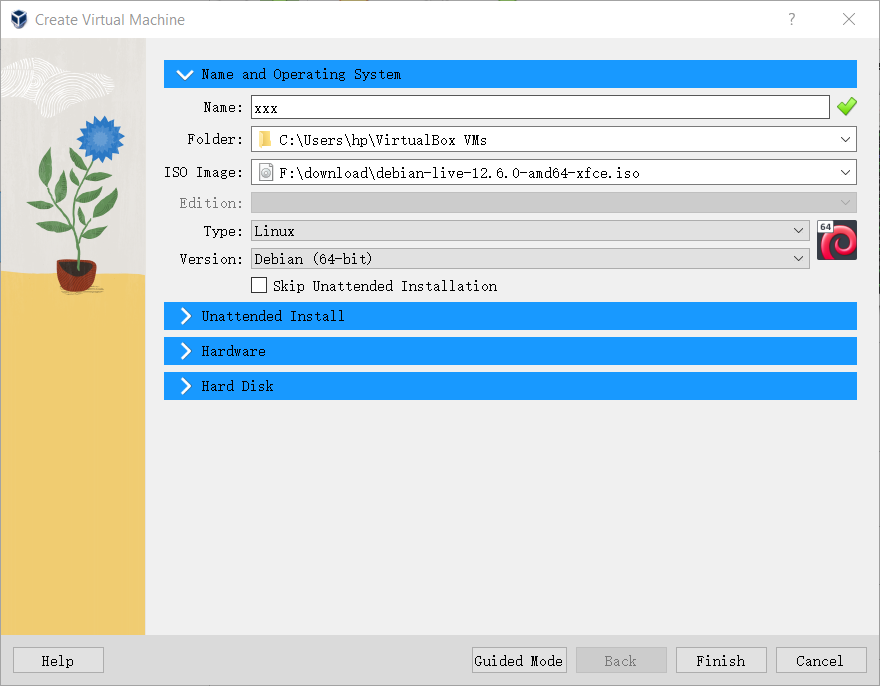 Create Virtual Machine
?
Name and Operating System
Name: xxx
Folder: C:\Users\hp\VirtualBox VMs
ISO Image: F:\download\debian-live-12.6.0-amd64-xfce.iso
Edition:
Type: Linux
64
Version: Debian (64-bit)
Skip Unattended Installation
Unattended Install
Hardware
Hard Disk
Help Guided Mode Back Finish Cancel